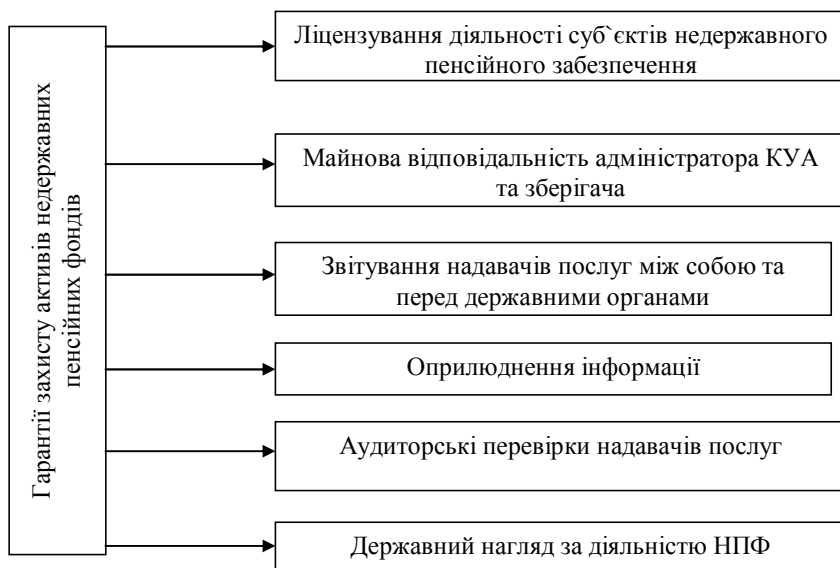 Гарантії захисту активів недержавних
пенсійних фондів
Ліцензування діяльності суб`єктів недержавного
пенсійного забезпечення
Майнова відповідальність адміністратора КУА
та зберігача
Звітування надавачів послуг між собою та
перед державними органами
Оприлюднення інформації
Аудиторські перевірки надавачів послуг
Державний нагляд за діяльністю НПФ